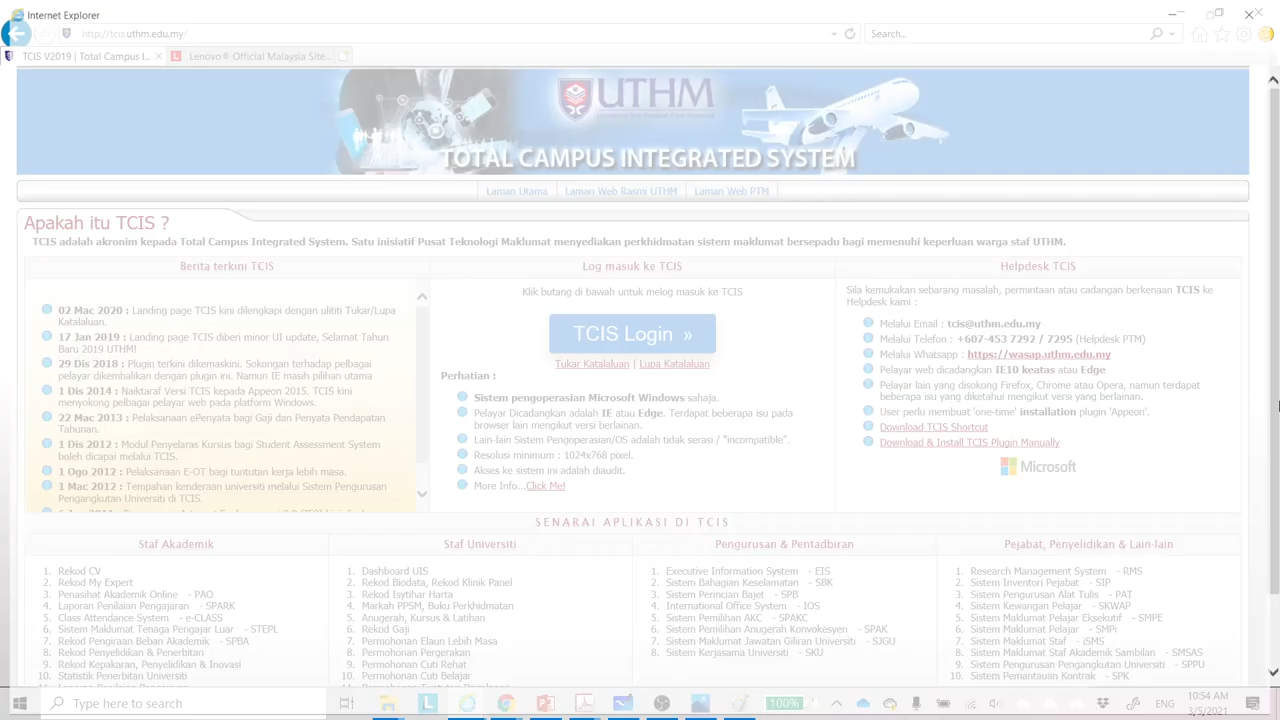 Internet Explorer
http://tcis.uthm.edu.my/
Search...
TCIS V2019 | Total Campus I...
Lenovo® Official Malaysia Site...
UTHM
TOTAL CAMPUS INTEGRATED SYSTEM
Laman Utama
Laman Web Rasmi UTHM
Laman Web PTM
Apakah itu TCIS ?
TCIS adalah akronim kepada Total Campus Integrated System. Satu inisiatif Pusat Teknologi Maklumat menyediakan perkhidmatan sistem maklumat bersepadu bagi memenuhi keperluan warga staf UTHM.
Berita terkini TCIS
02 Mac 2020 : Landing page TCIS kini dilengkapi dengan ulititi Tukar/Lupa
Katalaluan.
17 Jan 2019 : Landing page TCIS diberi minor UI update, Selamat Tahun
Baru 2019 UTHM!
29 Dis 2018 : Plugin terkini dikemaskini. Sokongan terhadap pelbagai
pelayar dikembalikan dengan plugin ini. Namun IE masih pilihan utama
1 Dis 2014 : Naiktaraf Versi TCIS kepada Appeon 2015. TCIS kini
menyokong pelbagai pelayar web pada platform Windows.
22 Mac 2013 : Pelaksanaan ePenyata bagi Gaji dan Penyata Pendapatan
Tahunan.
1 Dis 2012 : Modul Penyelaras Kursus bagi Student Assessment System
boleh dicapai melalui TCIS.
1 Ogo 2012 : Pelaksanaan E-OT bagi tuntutan kerja lebih masa.
1 Mac 2012 : Tempahan kenderaan universiti melalui Sistem Pengurusan
Pengangkutan Universiti di TCIS.
Log masuk ke TCIS
Klik butang di bawah untuk melog masuk ke TCIS
TCIS Login »
Tukar Katalaluan | Lupa Katalaluan
Perhatian :
Sistem pengoperasian Microsoft Windows sahaja.
Pelayar Dicadangkan adalah IE atau Edge. Terdapat beberapa isu pada
browser lain mengikut versi berlainan.
Lain-lain Sistem Pengoperasian/OS adalah tidak serasi / "incompatible".
Resolusi minimum : 1024x768 pixel.
Akses ke sistem ini adalah diaudit.
More Info...Click Me!
Helpdesk TCIS
Sila kemukakan sebarang masalah, permintaan atau cadangan berkenaan TCIS ke
Helpdesk kami :
Melalui Email : tcis@uthm.edu.my
Melalui Telefon : +607-453 7292 / 7295 (Helpdesk PTM)
Melalui Whatsapp : https://wasap.uthm.edu.my
Pelayar web dicadangkan IE10 keatas atau Edge
Pelayar lain yang disokong Firefox, Chrome atau Opera, namun terdapat
beberapa isu yang diketahui mengikut versi yang berlainan.
User perlu membuat 'one-time' installation plugin 'Appeon'.
Download TCIS Shortcut
Download & Install TCIS Plugin Manually
Microsoft
SENARAI APLIKASI DI TCIS
Staf Akademik
1. Rekod CV
2. Rekod My Expert
3. Penasihat Akademik Online - PAO
4. Laporan Penilaian Pengajaran - SPARK
5. Class Attendance System - e-CLASS
6. Sistem Maklumat Tenaga Pengajar Luar - STEPL
7. Rekod Pengiraan Beban Akademik - SPBA
8. Rekod Penyelidikan & Penerbitan
9. Rekod Kepakaran, Penyelidikan & Inovasi
10. Statistik Penerbitan Universiti
Staf Universiti
1. Dashboard UIS
2. Rekod Biodata, Rekod Klinik Panel
3. Rekod Isytihar Harta
4. Markah PPSM, Buku Perkhidmatan
5. Anugerah, Kursus & Latihan
6. Rekod Gaji
7. Permohonan Elaun Lebih Masa
8. Permohonan Pergerakan
9. Permohonan Cuti Rehat
10. Permohonan Cuti Belajar
Pengurusan & Pentadbiran
1. Executive Information System - EIS
2. Sistem Bahagian Keselamatan - SBK
3. Sistem Perincian Bajet - SPB
4. International Office System - IOS
5. Sistem Pemilihan AKC - SPAKC
6. Sistem Pemilihan Anugerah Konvokesyen - SPAK
7. Sistem Maklumat Jawatan Giliran Universiti - SJGU
8. Sistem Kerjasama Universiti - SKU
Pejabat, Penyelidikan & Lain-lain
1. Research Management System - RMS
2. Sistem Inventori Pejabat - SIP
3. Sistem Pengurusan Alat Tulis - PAT
4. Sistem Kewangan Pelajar - SKWAP
5. Sistem Maklumat Pelajar Eksekutif - SMPE
6. Sistem Maklumat Pelajar - SMPi
7. Sistem Maklumat Staf - iSMS
8. Sistem Maklumat Staf Akademik Sambilan - SMSAS
9. Sistem Pengurusan Pengangkutan Universiti - SPPU
10. Sistem Pemantauan Kontrak - SPK
Type here to search
100%
ENG
10:54 AM
3/5/2021